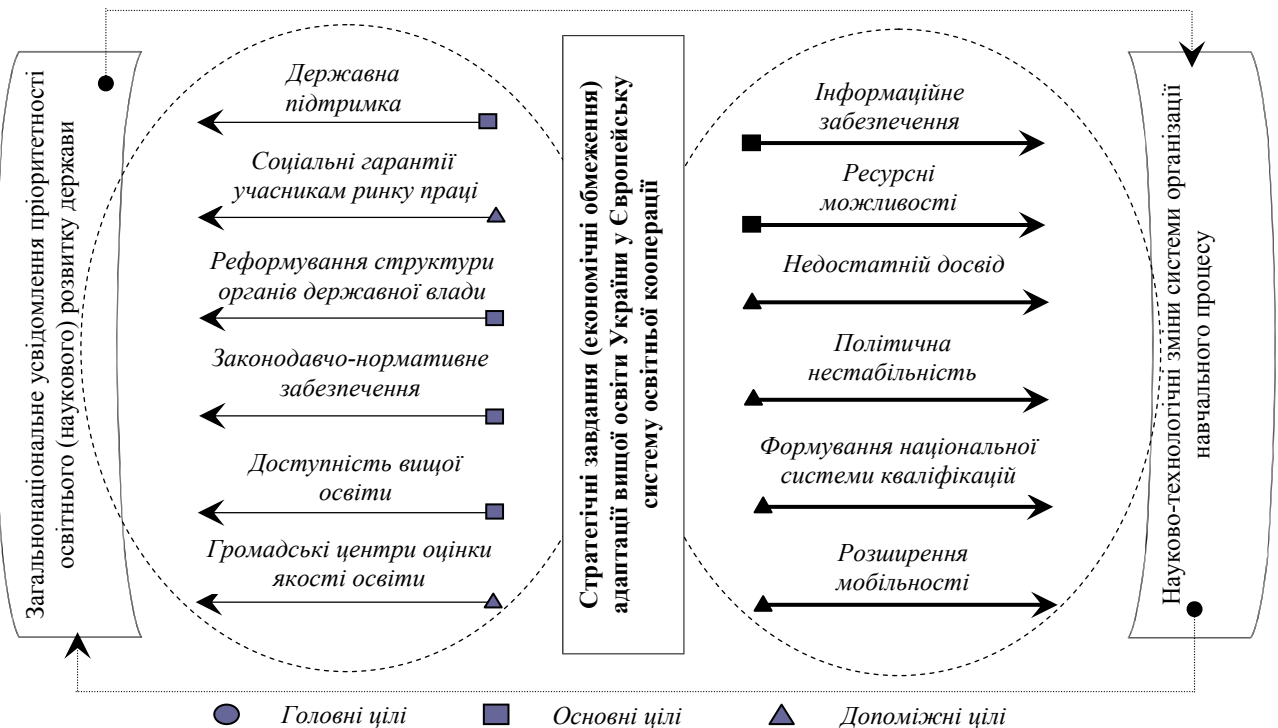 Загальнонаціональне усвідомлення пріоритетності
освітнього (наукового) розвитку держави
Державна
підтримка
Соціальні гарантії
учасникам ринку праці
Реформування структури
органів державної влади
Законодавчо-нормативне
забезпечення
Доступність вищої
освіти
Громадські центри оцінки
якості освіти
Стратегічні завдання (економічні обмеження)
адаптації вищої освіти України у Європейську
систему освітньої кооперації
Інформаційне
забезпечення
Ресурсні
можливості
Недостатній досвід
Політична
нестабільність
Формування національної
системи кваліфікацій
Розширення
мобільності
Науково-технологічні зміни системи організації
навчального процесу
Головні цілі
Основні цілі
Допоміжні цілі